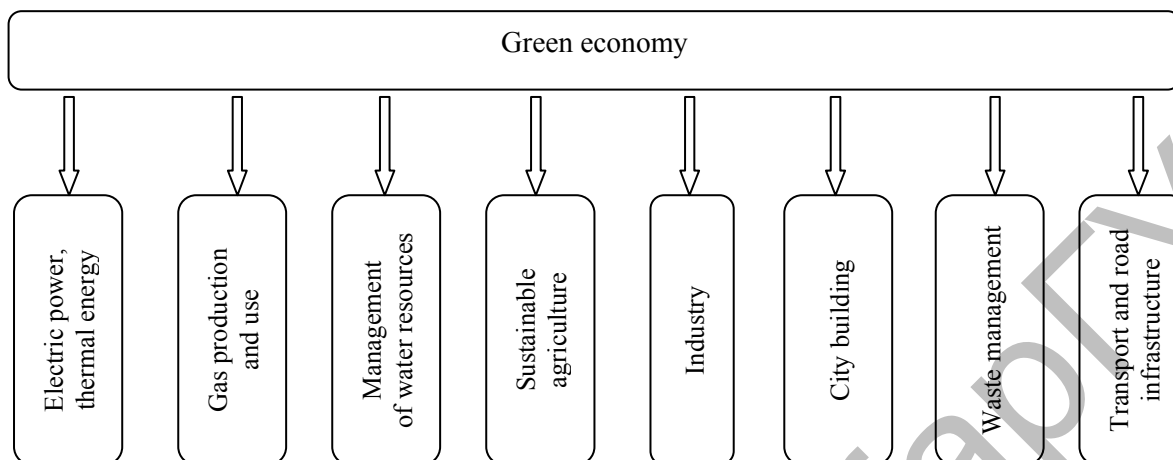 Green economy
Electric power,
thermal energy
Gas production
and use
Management
of water resources
Sustainable
agriculture
Industry
City building
Waste management
Transport and road
infrastructure